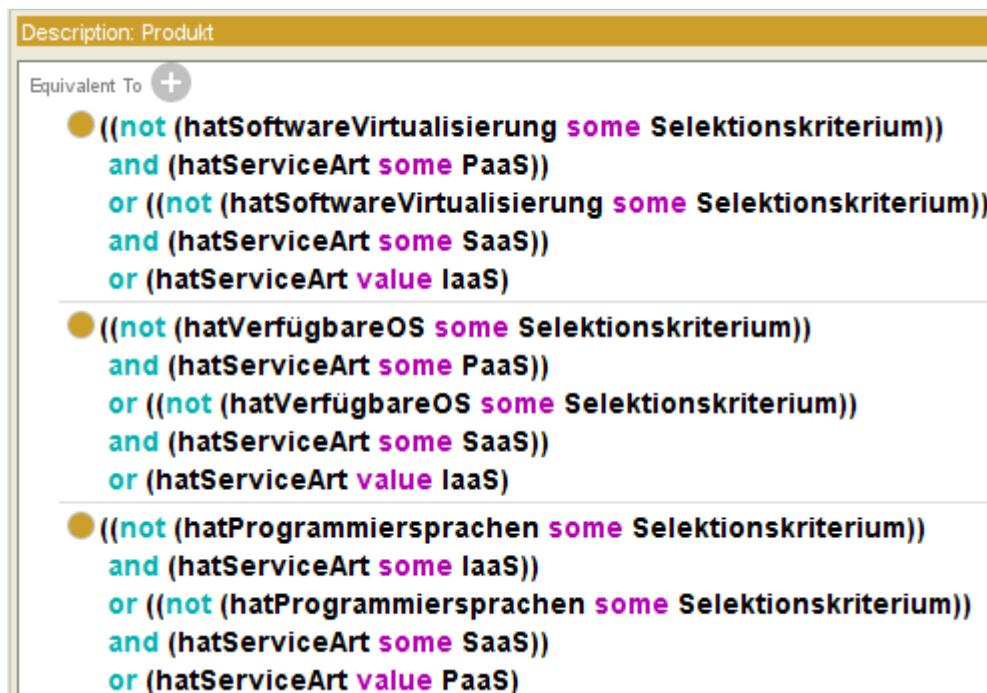 Description: Produkt
Equivalent To +
((not (hatSoftwareVirtualisierung some Selektionskriterium))
and (hatServiceArt some PaaS))
or ((not (hatSoftwareVirtualisierung some Selektionskriterium))
and (hatServiceArt some SaaS))
or (hatServiceArt value IaaS)
((not (hatVerfügbareOS some Selektionskriterium))
and (hatServiceArt some PaaS))
or ((not (hatVerfügbareOS some Selektionskriterium))
and (hatServiceArt some SaaS))
or (hatServiceArt value IaaS)
((not (hatProgrammiersprachen some Selektionskriterium))
and (hatServiceArt some IaaS))
or ((not (hatProgrammiersprachen some Selektionskriterium))
and (hatServiceArt some SaaS))
or (hatServiceArt value PaaS)